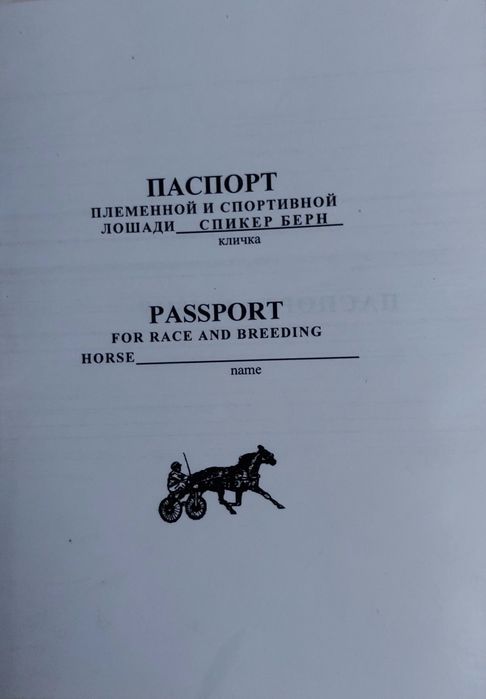 ПАСПОРТ
ПЛЕМЕННОЙ И СПОРТИВНОЙ
ЛОШАДИ СПИКЕР БЕРН
кличка
PASSPORT
FOR RACE AND BREEDING
HORSE
name